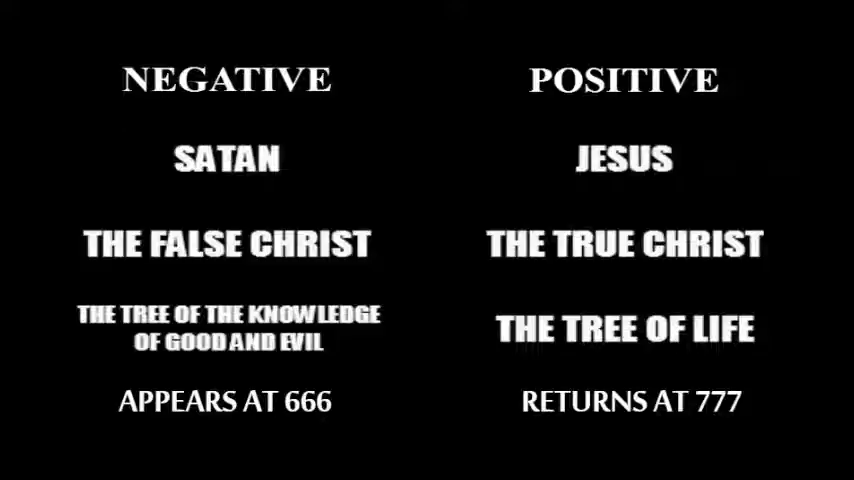 NEGATIVE
SATAN
THE FALSE CHRIST
THE TREE OF THE KNOWLEDGE
OF GOOD AND EVIL
APPEARS AT 666
POSITIVE
JESUS
THE TRUE CHRIST
THE TREE OF LIFE
RETURNS AT 777